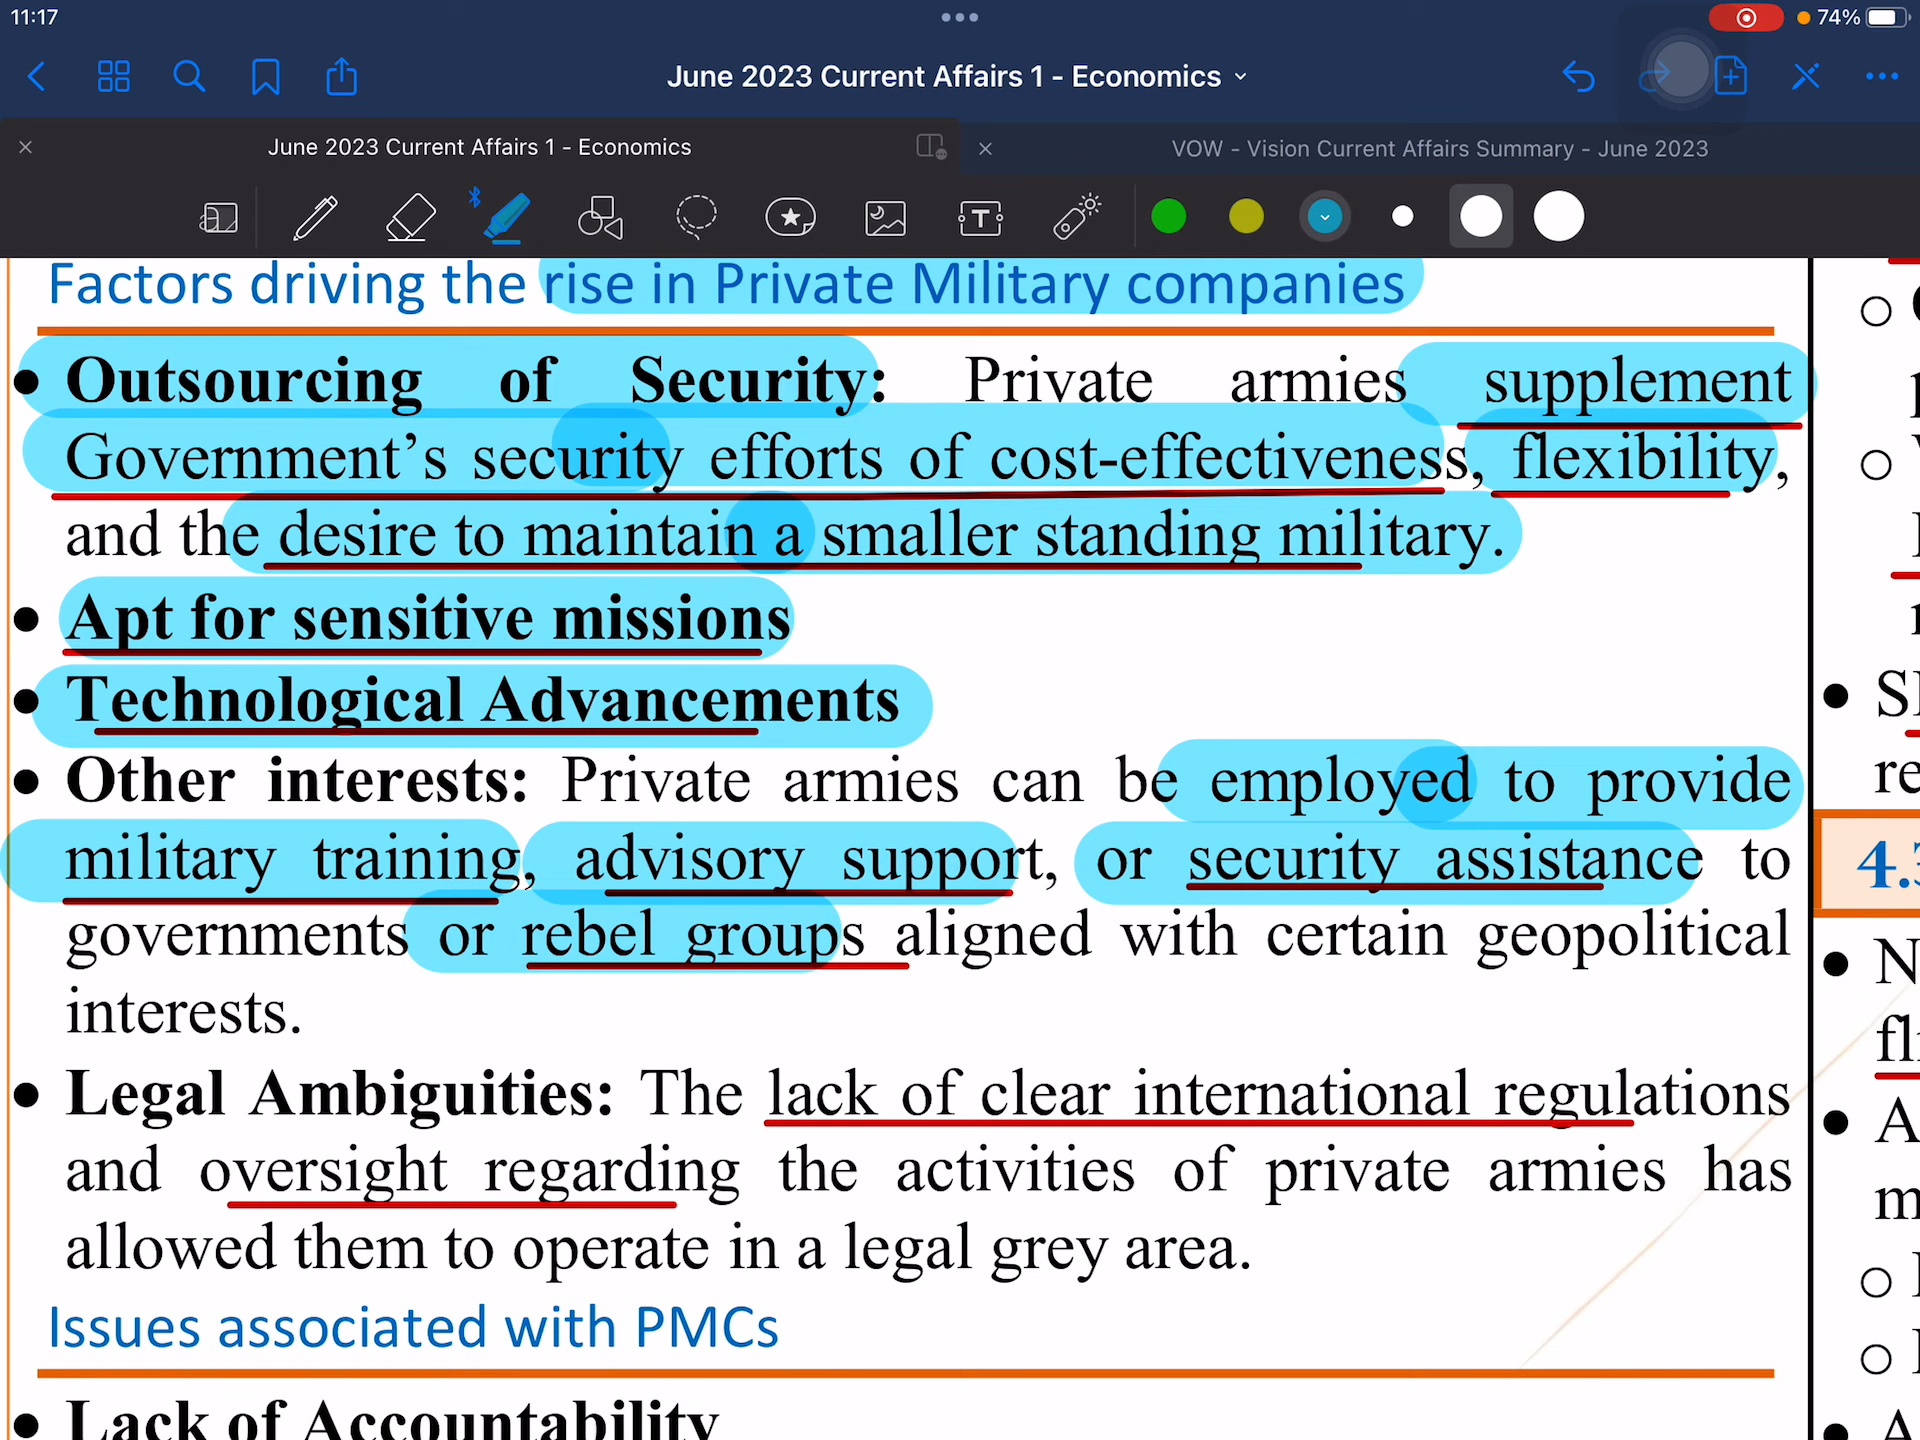 11:17
74%
June 2023 Current Affairs 1 - Economics
June 2023 Current Affairs 1 - Economics
VOW - Vision Current Affairs Summary - June 2023
Factors driving the rise in Private Military companies
• Outsourcing of Security: Private armies supplement
Government’s security efforts of cost-effectiveness, flexibility,
and the desire to maintain a smaller standing military.
• Apt for sensitive missions
• Technological Advancements
• Other interests: Private armies can be employed to provide
military training, advisory support, or security assistance to
governments or rebel groups aligned with certain geopolitical
interests.
• Legal Ambiguities: The lack of clear international regulations
and oversight regarding the activities of private armies has
allowed them to operate in a legal grey area.
Issues associated with PMCs
• Lack of Accountability